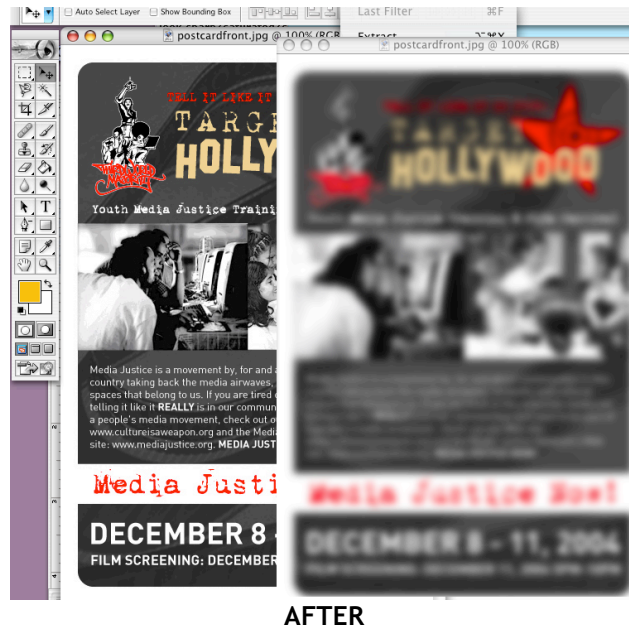 Auto Select Layer Show Bounding Box
Last Filter ⌘F
Extract... ⌥⌘X
postcardfront.jpg @ 100% (RGB
postcardfront.jpg @ 100% (RGB)
TELL IT LIKE IT
TARG
HOLLY
TARGET
HOLLYWOOD
Youth Media Justice Traini
Media Justice is a movement by, for and a
country taking back the media airwaves,
spaces that belong to us. If you are tired o
telling it like it REALLY is in our commun
a people's media movement, check out o
www.cultureisaweapon.org and the Media
site: www.mediajustice.org. MEDIA JUST
Media Justi
Media Justice Now!
DECEMBER 8 -
DECEMBER 8 - 11, 2004
FILM SCREENING: DECEMBER
AFTER